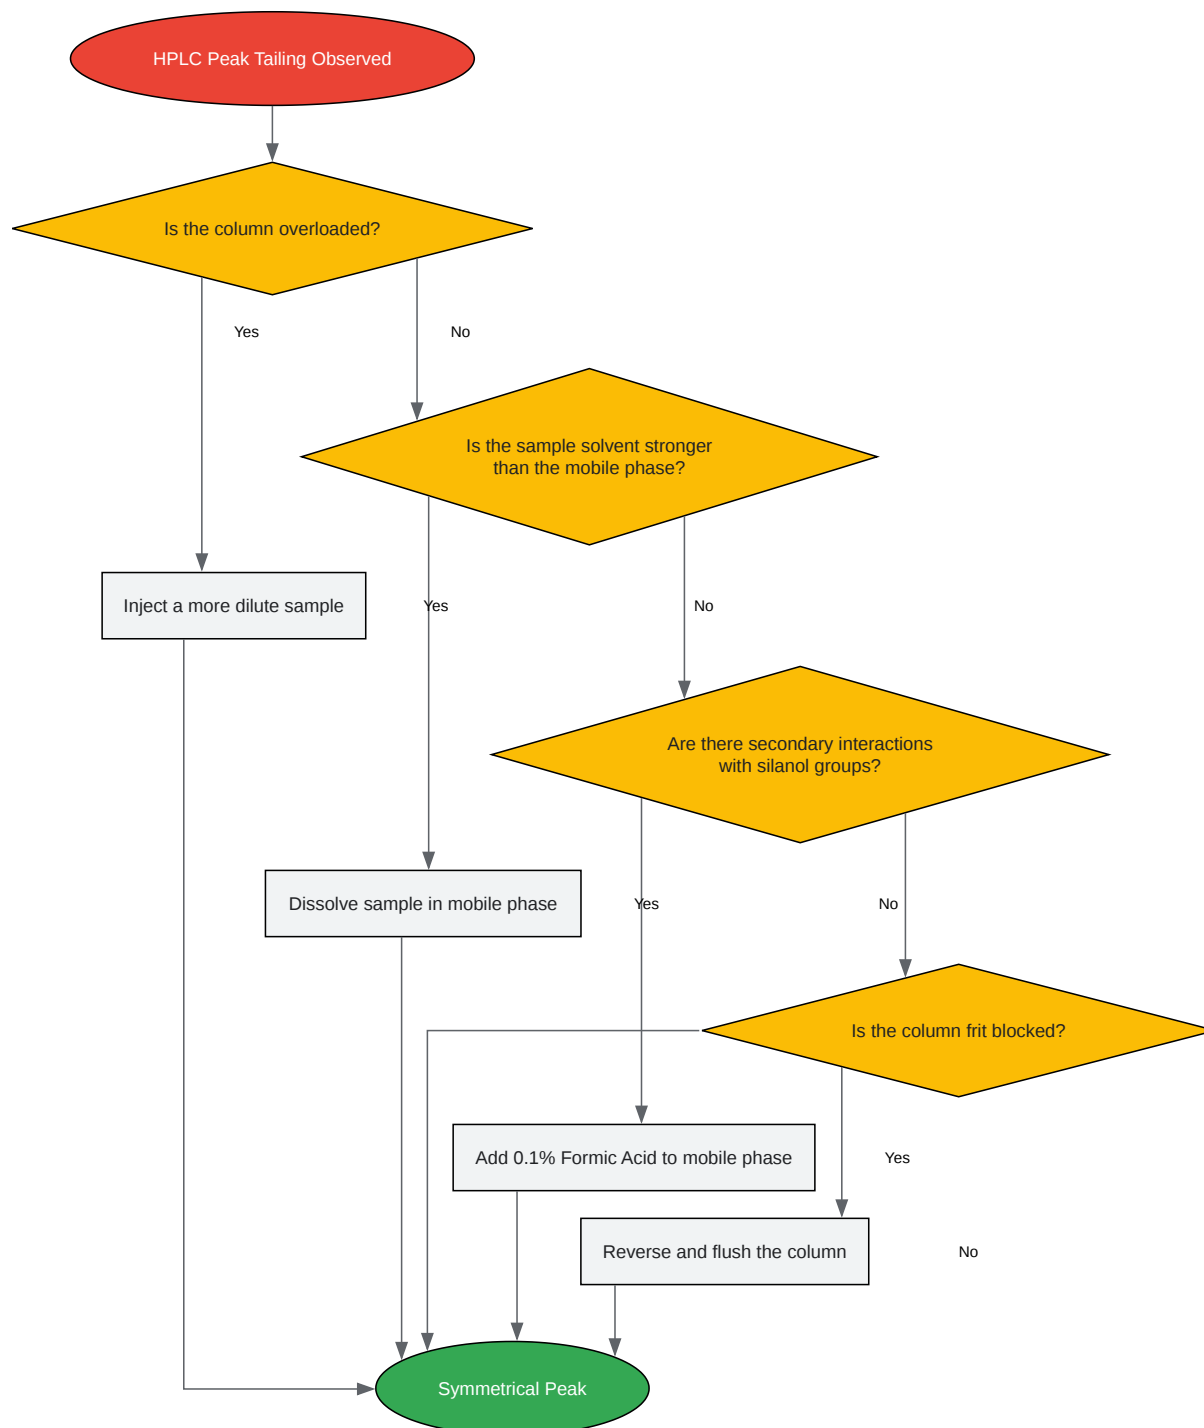 HPLC Peak Tailing Observed
Is the column overloaded?
Yes
No
Is the sample solvent stronger
than the mobile phase?
Inject a more dilute sample
Yes
No
Are there secondary interactions
with silanol groups?
Dissolve sample in mobile phase
Yes
No
Is the column frit blocked?
Add 0.1% Formic Acid to mobile phase
Yes
Reverse and flush the column
No
Symmetrical Peak